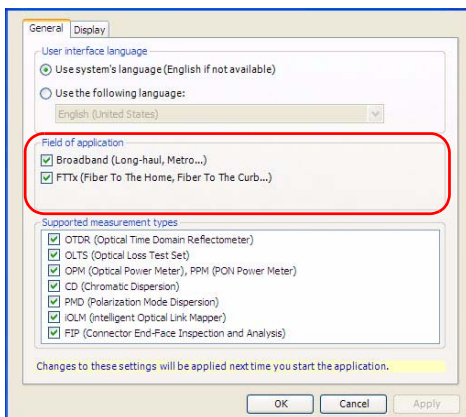 General Display
User interface language
Use system's language (English if not available)
Use the following language:
English (United States)
Field of application
Broadband (Long-haul, Metro...)
FTTx (Fiber To The Home, Fiber To The Curb...)
Supported measurement types
OTDR (Optical Time Domain Reflectometer)
OLTS (Optical Loss Test Set)
OPM (Optical Power Meter), PPM (PON Power Meter)
CD (Chromatic Dispersion)
PMD (Polarization Mode Dispersion)
iOLM (intelligent Optical Link Mapper)
FIP (Connector End-Face Inspection and Analysis)
Changes to these settings will be applied next time you start the application.
OK Cancel Apply